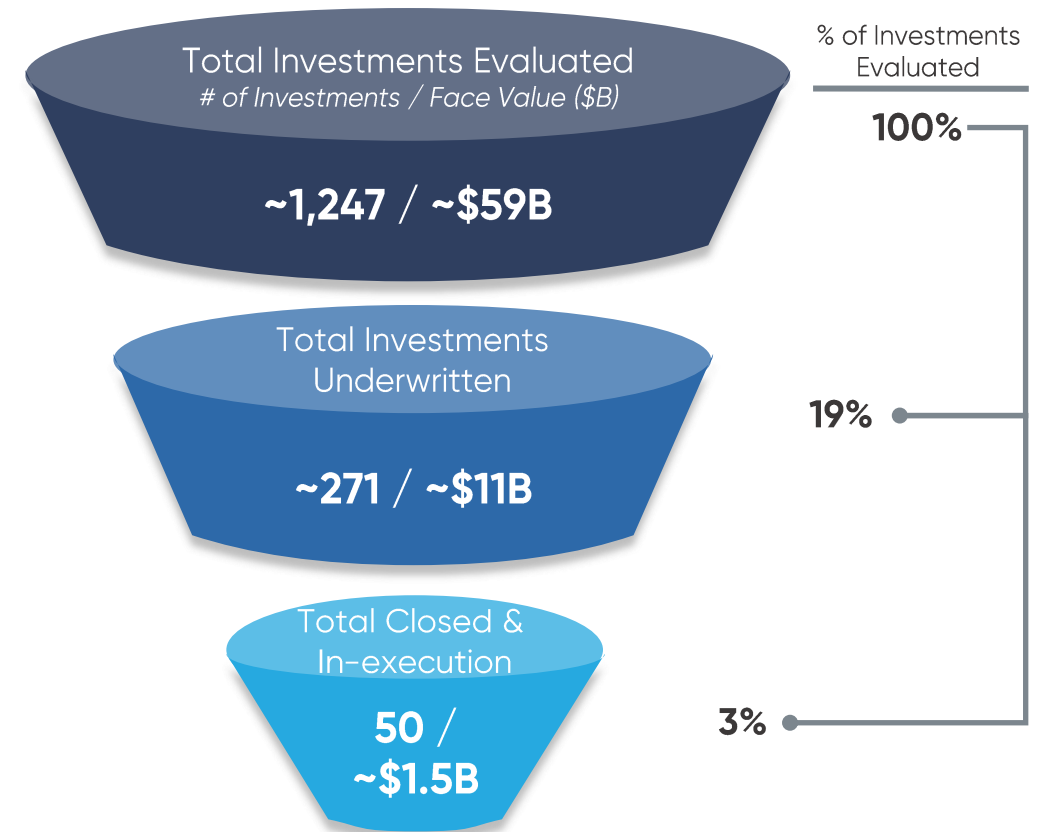 Total Investments Evaluated
# of Investments / Face Value ($B)
~1,247 / ~$59B
% of Investments
Evaluated
100%
Total Investments
Underwritten
~271 / ~$11B
19%
Total Closed &
In-execution
50 /
~$1.5B
3%